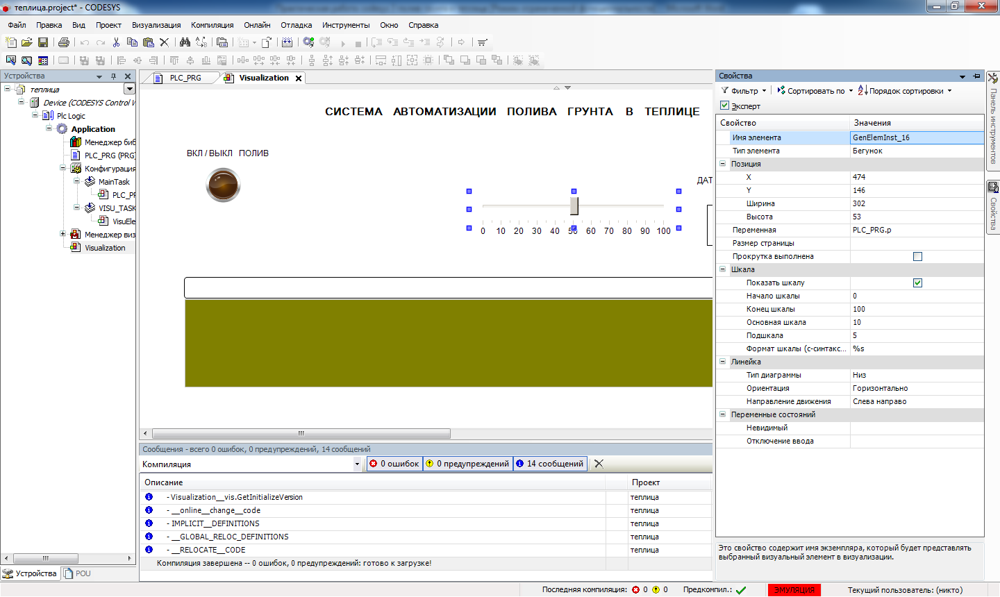 теплица.project* - CODESYS
Файл Правка Вид Проект Визуализация Компиляция Онлайн Отладка Инструменты Окно Справка
Устройства
теплица
Device (CODESYS Control W
Plc Logic
Application
Менеджер биб
PLC_PRG (PRG)
Конфигурация
MainTask
PLC_PR
VISU_TASK
VisuEle
Менеджер виз
Visualization
Устройства POU
PLC_PRG Visualization
СИСТЕМА АВТОМАТИЗАЦИИ ПОЛИВА ГРУНТА В ТЕПЛИЦЕ
ВКЛ / ВЫКЛ ПОЛИВ
ДАТ
0 10 20 30 40 50 60 70 80 90 100
Сообщения - всего 0 ошибок, 0 предупреждений, 14 сообщений
Компиляция 0 ошибок 0 предупреждений 14 сообщений
Описание Проект
- Visualization__vis.GetInitializeVersion теплица
- __online__change__code теплица
- IMPLICIT__DEFINITIONS теплица
- __GLOBAL_RELOC_DEFINITIONS теплица
- __RELOCATE__CODE теплица
Компиляция завершена -- 0 ошибок, 0 предупреждений: готово к загрузке!
Свойства
Фильтр Сортировать по Порядок сортировки
Эксперт
Свойство Значения
Имя элемента GenElemInst_16
Тип элемента Бегунок
Позиция
X 474
Y 146
Ширина 302
Высота 53
Переменная PLC_PRG.p
Размер страницы
Прокрутка выполнена
Шкала
Показать шкалу
Начало шкалы 0
Конец шкалы 100
Основная шкала 10
Подшкала 5
Формат шкалы (с-синтакс... %s
Линейка
Тип диаграммы Низ
Ориентация Горизонтально
Направление движения Слева направо
Переменные состояний
Невидимый
Отключение ввода
Это свойство содержит имя экземпляра, который будет представлять
выбранный визуальный элемент в визуализации.
Панель инструментов
Свойства
Последняя компиляция: 0 0 Предкомпил.: ЭМУЛЯЦИЯ Текущий пользователь: (никто)